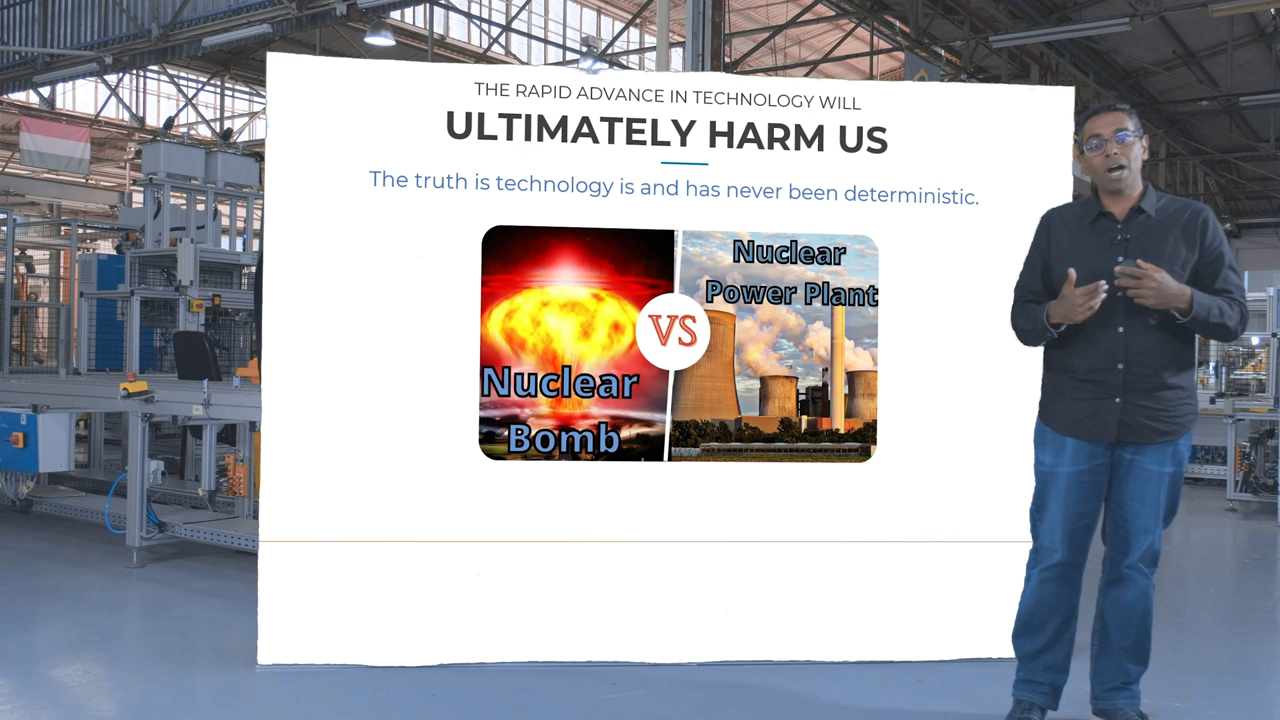 THE RAPID ADVANCE IN TECHNOLOGY WILL
ULTIMATELY HARM US
The truth is technology is and has never been deterministic.
Nuclear
Bomb
VS
Nuclear
Power Plant